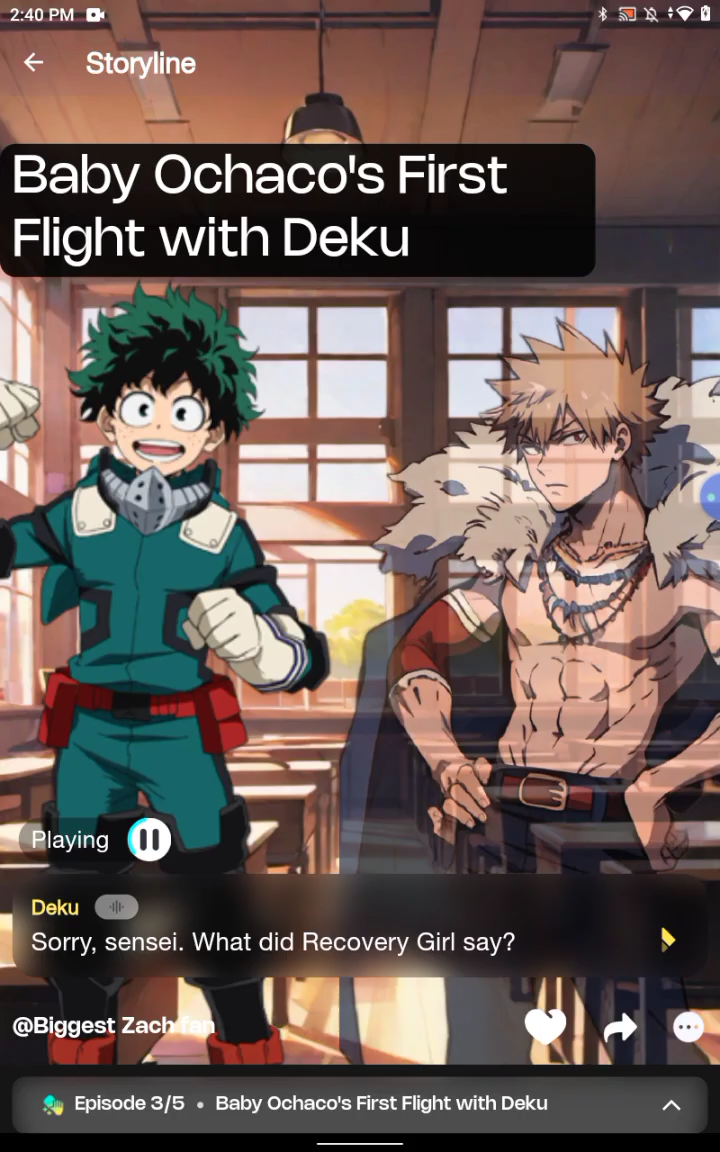 2:40 PM
Storyline
Baby Ochaco's First
Flight with Deku
Playing
Deku
Sorry, sensei. What did Recovery Girl say?
@Biggest Zach fan
Episode 3/5 • Baby Ochaco's First Flight with Deku